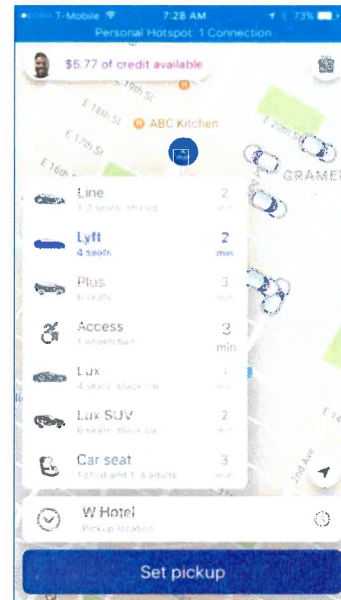 T-Mobile 7:28 AM 73%
Personal Hotspot: 1 Connection
$5.77 of credit available
E 19th St
E 18th St
ABC Kitchen
E 20th St
E 17th St
E 16th
GRAMER
Line 2
1-2 seats, shared min
Lyft 2
4 seats min
Plus 3
6 seats min
Access 3
1 wheelchair min
Lux 1
4 seats, black car min
Lux SUV 2
6 seats, black car min
E 14
Car seat 3
1 child and 1-3 adults min
2nd Ave
W Hotel
Pickup location
Set pickup